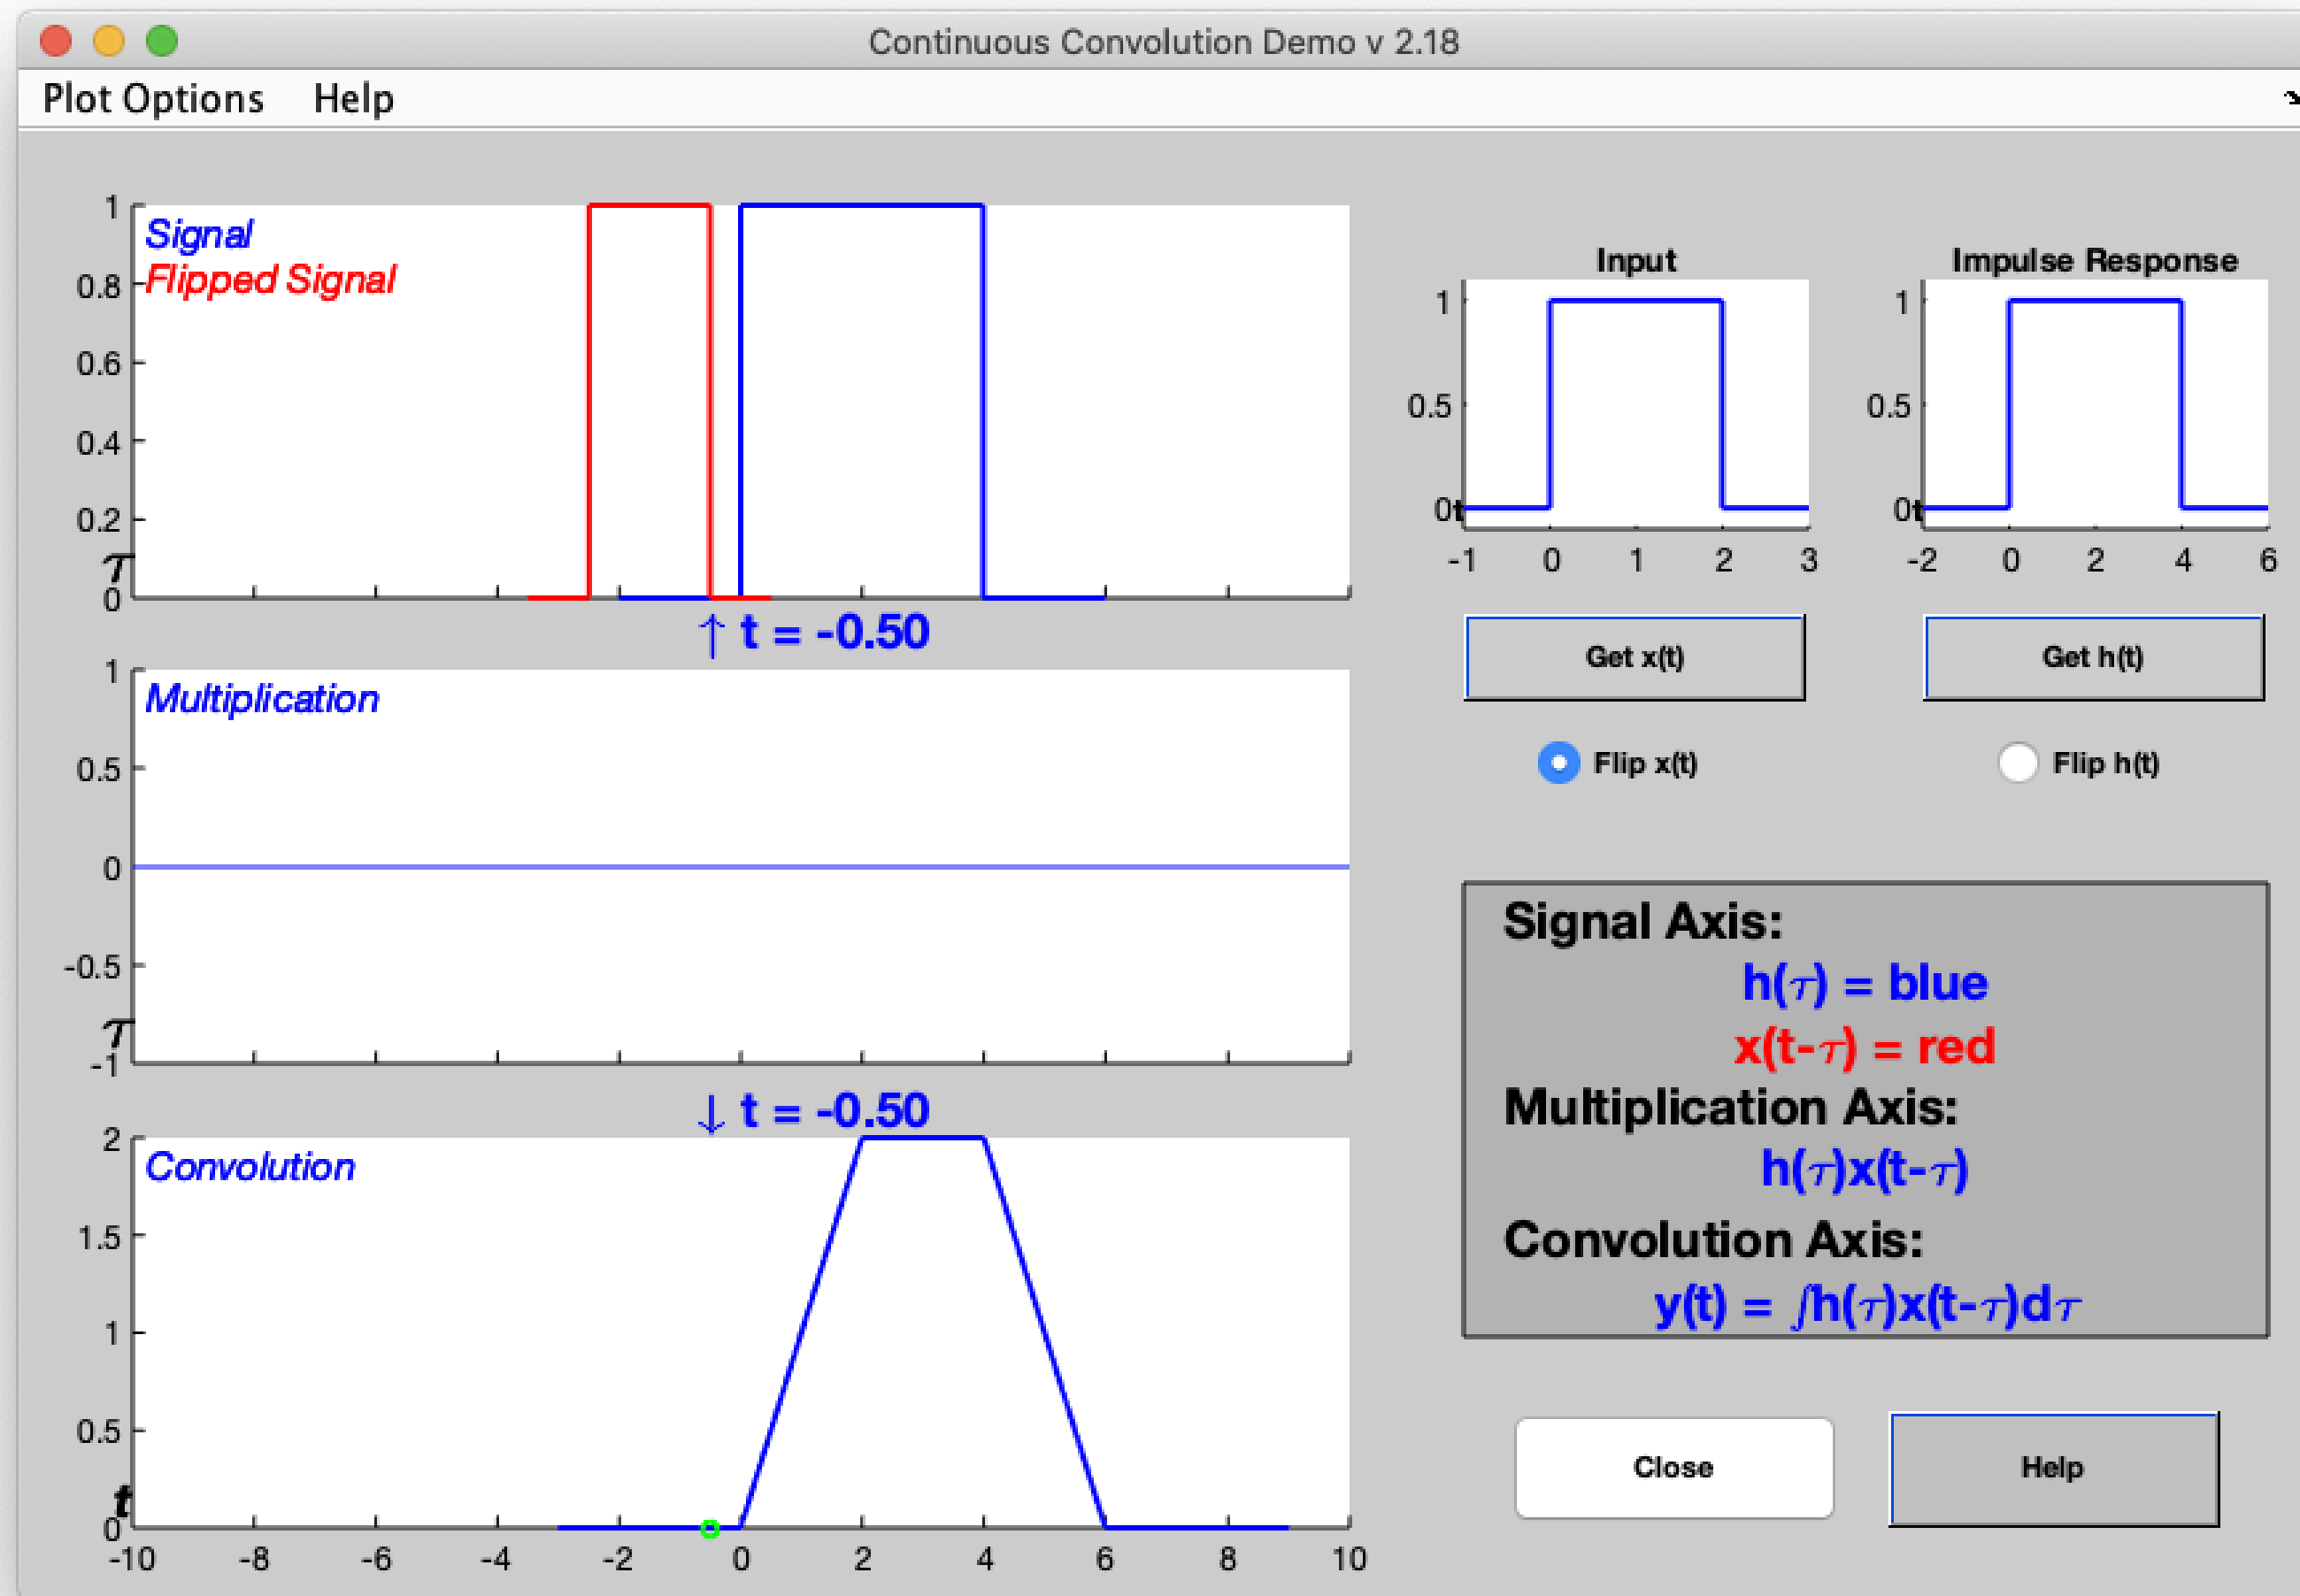 Continuous Convolution Demo v 2.18
Plot Options Help
Signal
Flipped Signal
1
0.8
0.6
0.4
0.2
τ
0
↑ t = -0.50
Multiplication
1
0.5
0
-0.5
τ
-1
↓ t = -0.50
Convolution
2
1.5
1
0.5
t
0
-10 -8 -6 -4 -2 0 2 4 6 8 10
Input
1
0.5
0t
-1 0 1 2 3
Impulse Response
1
0.5
0t
-2 0 2 4 6
Get x(t)
Get h(t)
Flip x(t)
Flip h(t)
Signal Axis:
h(τ) = blue
x(t-τ) = red
Multiplication Axis:
h(τ)x(t-τ)
Convolution Axis:
y(t) = ∫h(τ)x(t-τ)dτ
Close
Help